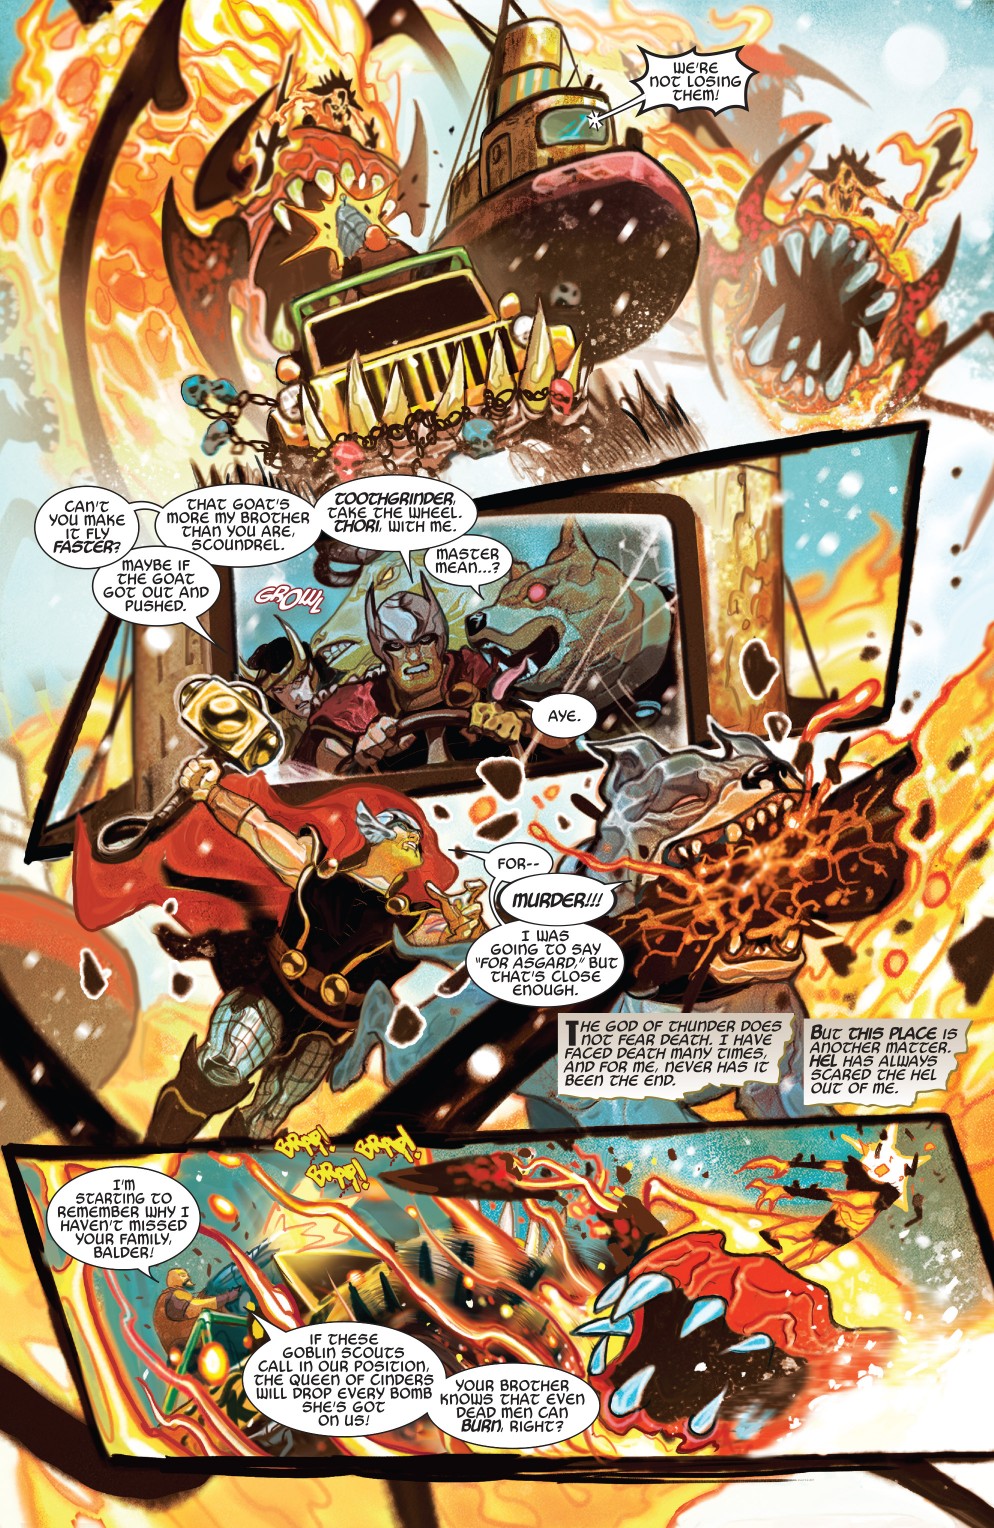 WE'RE
NOT LOSING
THEM!
CAN'T
YOU MAKE
IT FLY
FASTER?
THAT GOAT'S
MORE MY BROTHER
THAN YOU ARE,
SCOUNDREL.
TOOTHGRINDER,
TAKE THE WHEEL.
THORI, WITH ME.
MAYBE IF
THE GOAT
GOT OUT AND
PUSHED.
MASTER
MEAN...?
GROWL
AYE.
FOR--
MURDER!!!
I WAS
GOING TO SAY
"FOR ASGARD." BUT
THAT'S CLOSE
ENOUGH.
THE GOD OF THUNDER DOES
NOT FEAR DEATH. I HAVE
FACED DEATH MANY TIMES,
AND FOR ME, NEVER HAS IT
BEEN THE END.
BUT THIS PLACE IS
ANOTHER MATTER.
HEL HAS ALWAYS
SCARED THE HEL
OUT OF ME.
BRAP!
BRAP!
BRAP!
I'M
STARTING TO
REMEMBER WHY I
HAVEN'T MISSED
YOUR FAMILY,
BALDER!
IF THESE
GOBLIN SCOUTS
CALL IN OUR POSITION,
THE QUEEN OF CINDERS
WILL DROP EVERY BOMB
SHE'S GOT
ON US!
YOUR BROTHER
KNOWS THAT EVEN
DEAD MEN CAN
BURN, RIGHT?